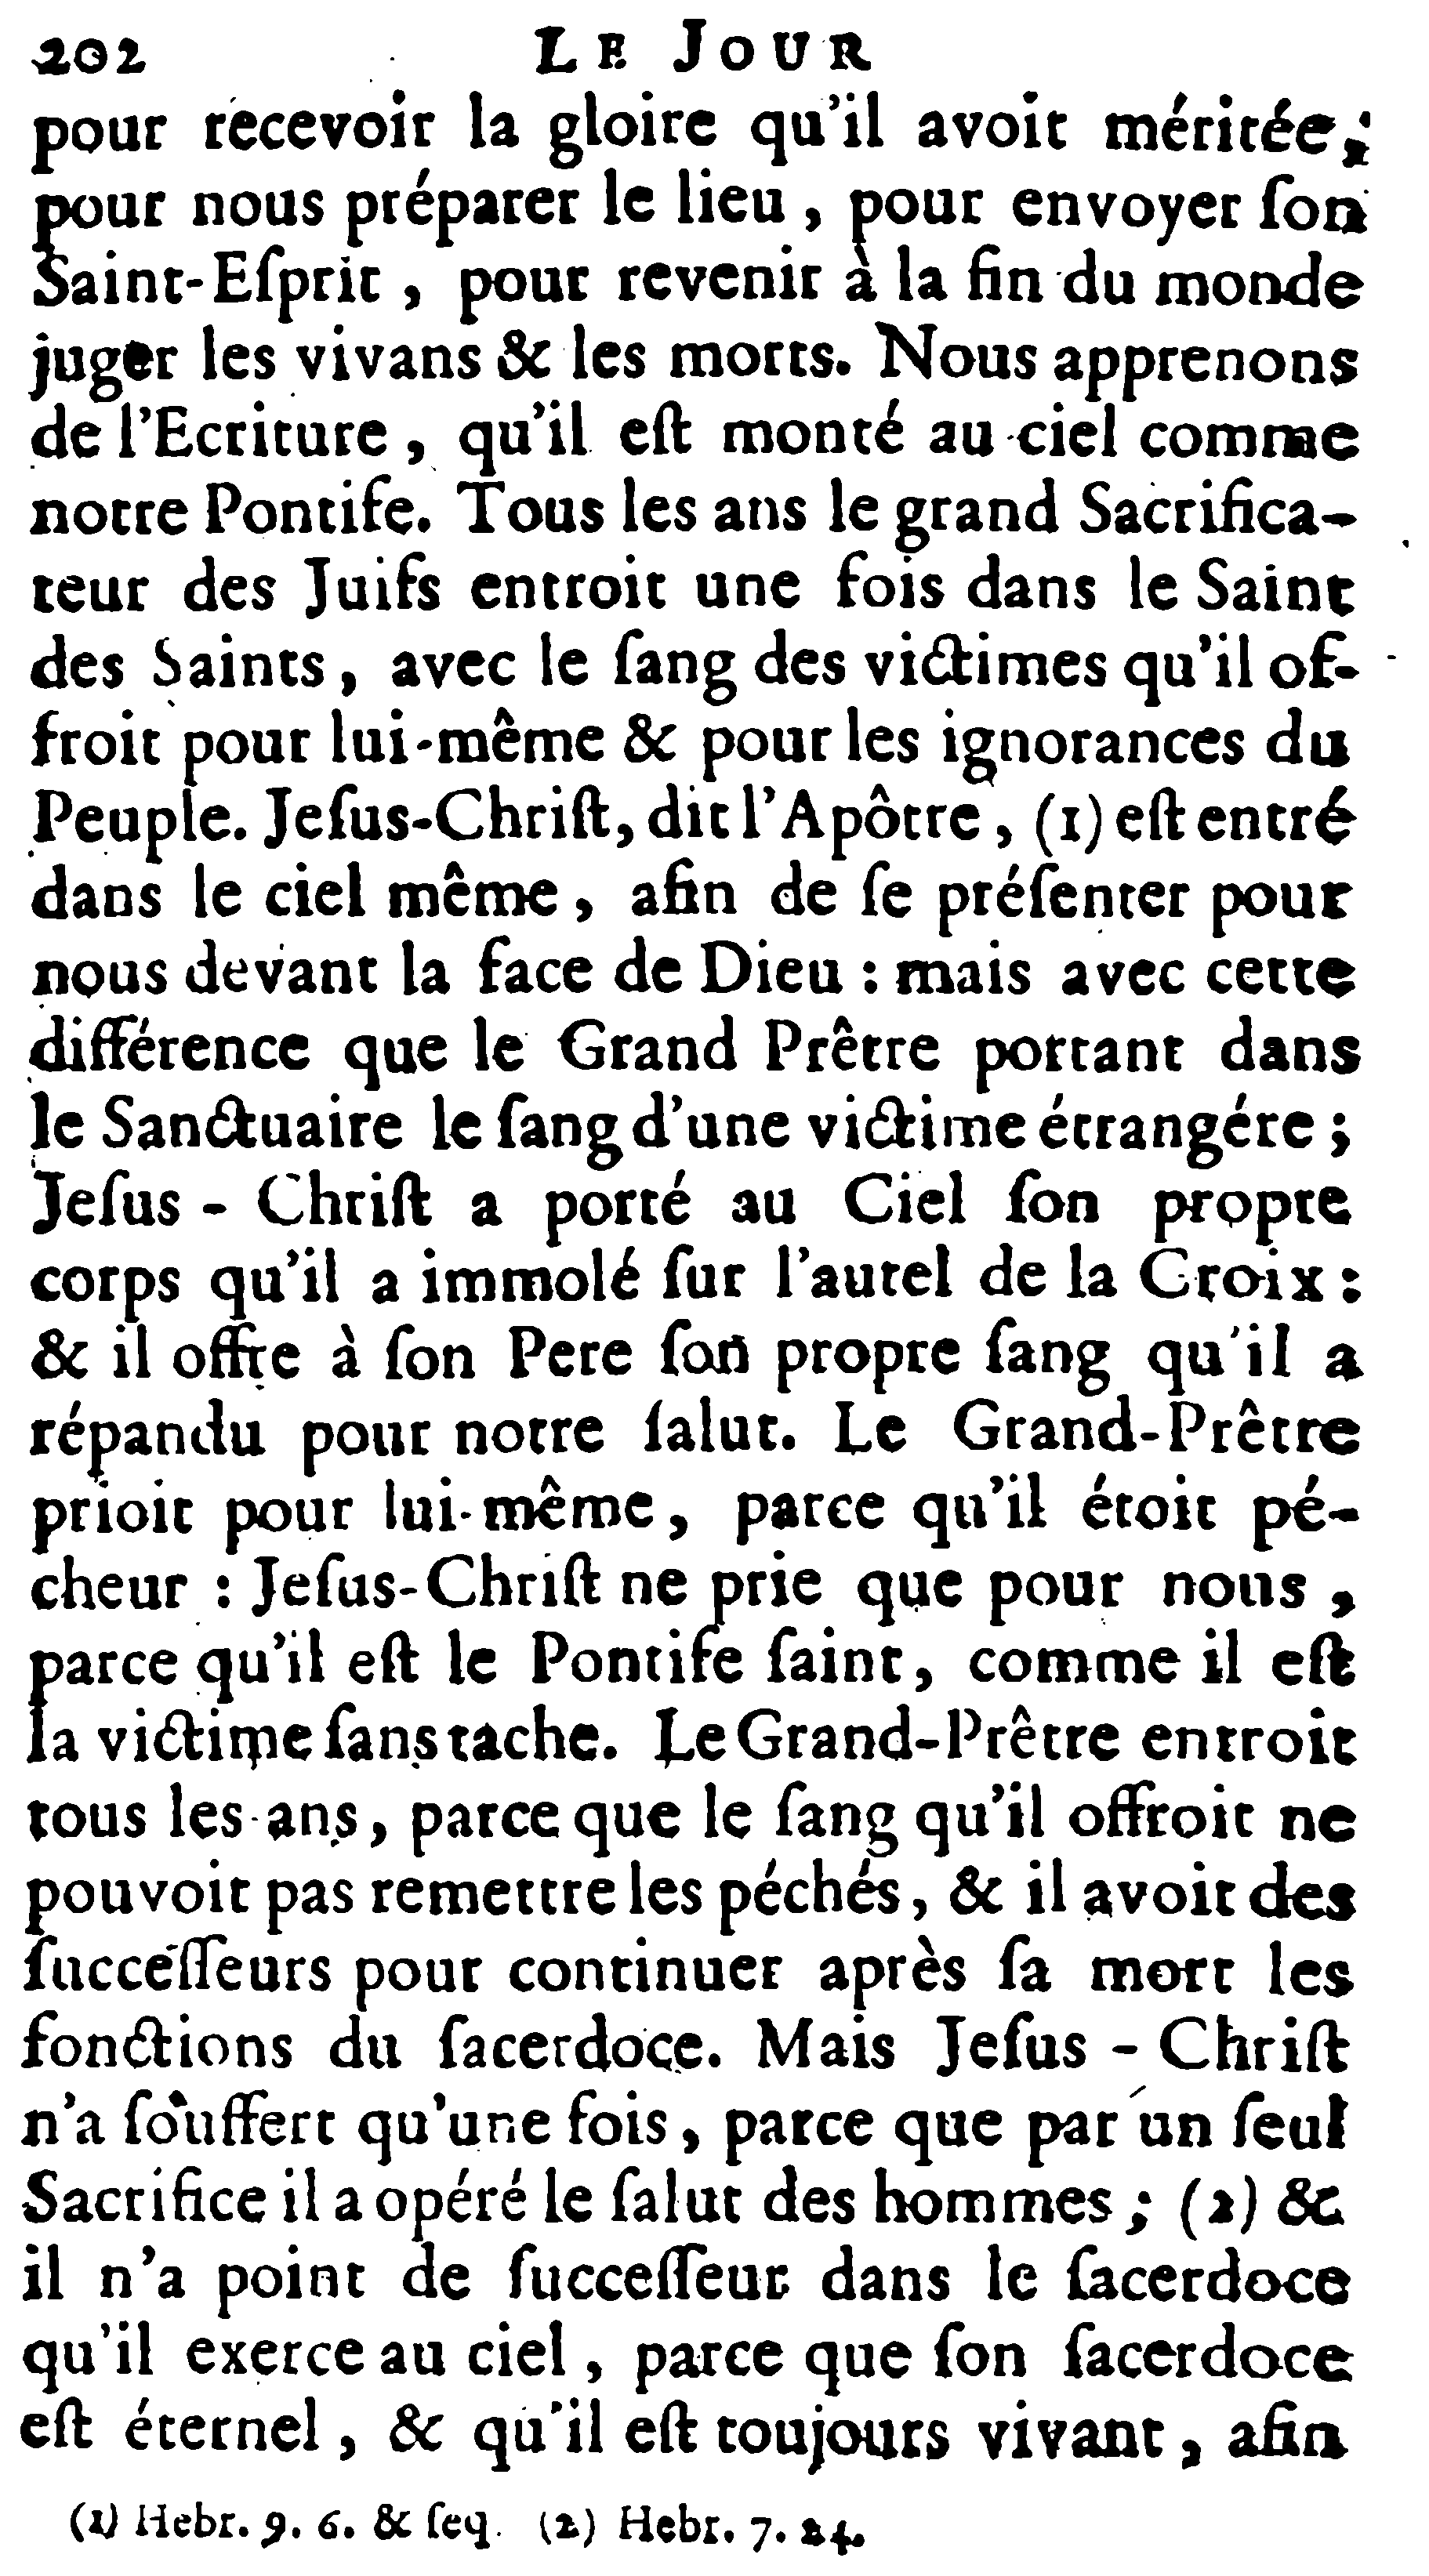 202 LE JOUR
pour recevoir la gloire qu'il avoit méritée;
pour nous préparer le lieu, pour envoyer ſon
Saint-Eſprit, pour revenir à la fin du monde
juger les vivans & les morts. Nous apprenons
de l'Ecriture, qu'il eſt monté au ciel comme
notre Pontife. Tous les ans le grand Sacrifica-
teur des Juifs entroit une fois dans le Saint
des Saints, avec le ſang des victimes qu'il of-
froit pour lui-même & pour les ignorances du
Peuple. Jeſus-Chriſt, dit l'Apôtre, (1) eſt entré
dans le ciel même, afin de ſe préſenter pour
nous devant la face de Dieu : mais avec cette
différence que le Grand Prêtre portant dans
le Sanctuaire le ſang d'une victime étrangére;
Jeſus - Chriſt a porté au Ciel ſon propre
corps qu'il a immolé ſur l'autel de la Croix :
& il offre à ſon Pere ſon propre ſang qu'il a
répandu pour notre ſalut. Le Grand-Prêtre
prioit pour lui-même, parce qu'il étoit pé-
cheur : Jeſus-Chriſt ne prie que pour nous,
parce qu'il eſt le Pontife ſaint, comme il eſt
la victime ſans tache. Le Grand-Prêtre entroit
tous les ans, parce que le ſang qu'il offroit ne
pouvoit pas remettre les péchés, & il avoit des
ſucceſſeurs pour continuer après ſa mort les
fonctions du ſacerdoce. Mais Jeſus - Chriſt
n'a ſouffert qu'une fois, parce que par un ſeul
Sacrifice il a opéré le ſalut des hommes; (2) &
il n'a point de ſucceſſeur dans le ſacerdoce
qu'il exerce au ciel, parce que ſon ſacerdoce
eſt éternel, & qu'il eſt toujours vivant, afin
(1) Hebr. 9. 6. & ſeq. (2) Hebr. 7. 24.